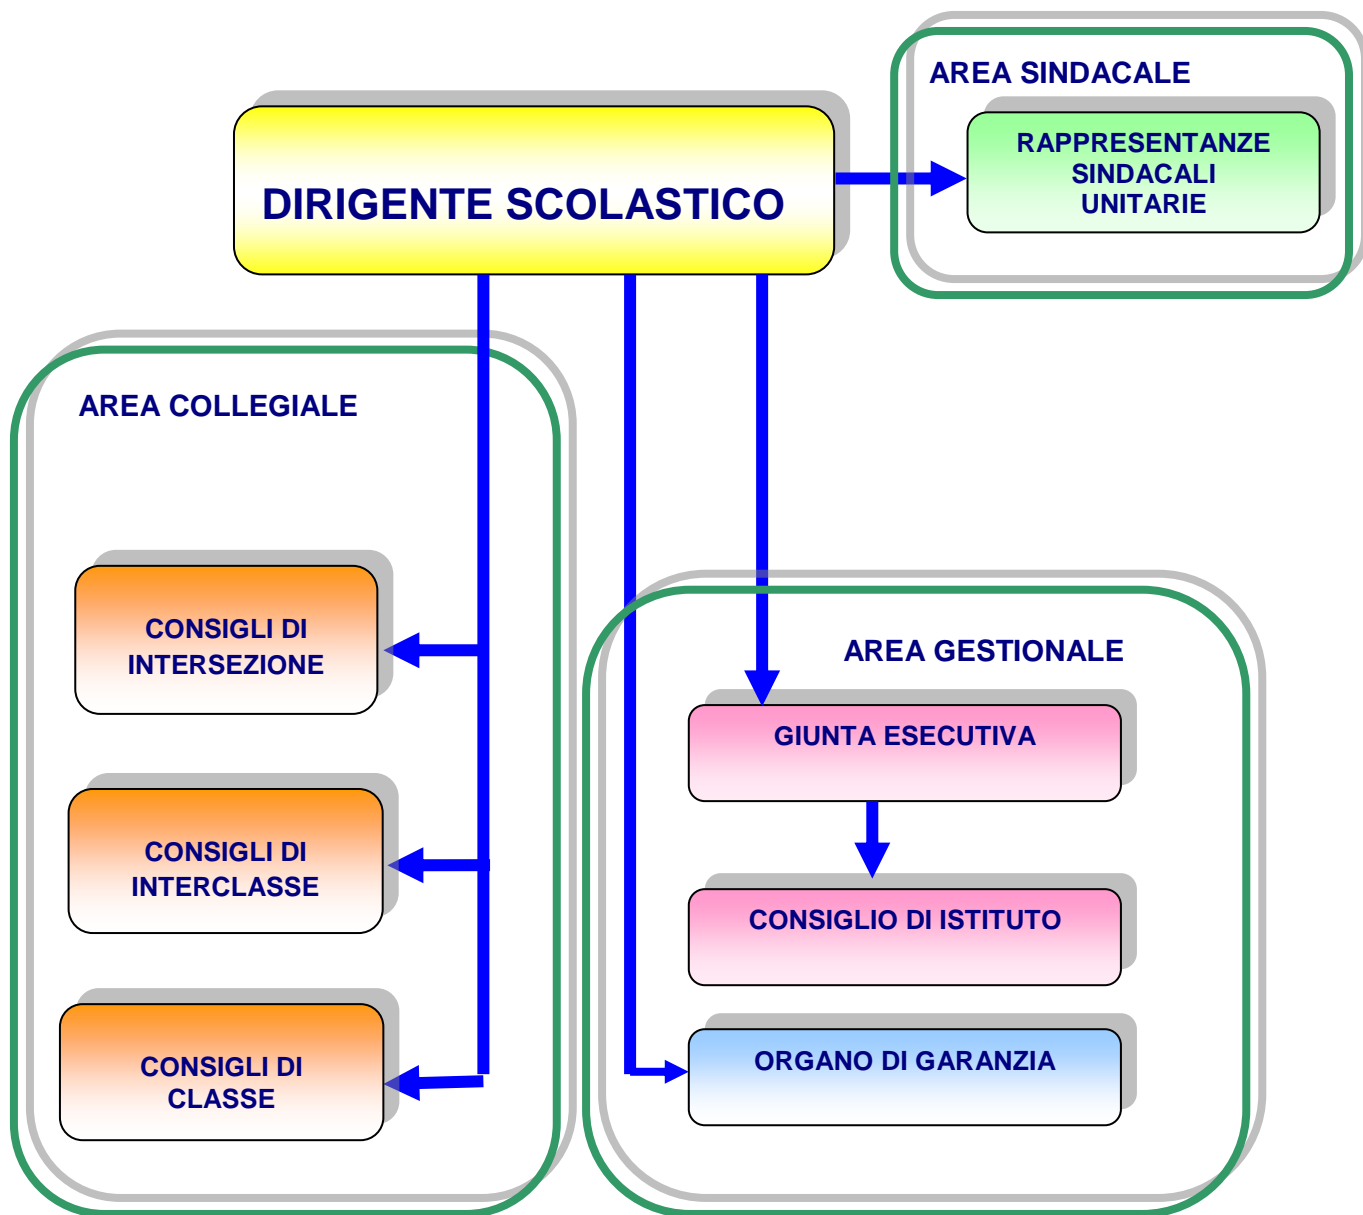 AREA SINDACALE
RAPPRESENTANZE
SINDACALI
UNITARIE
DIRIGENTE SCOLASTICO
AREA COLLEGIALE
CONSIGLI DI
INTERSEZIONE
CONSIGLI DI
INTERCLASSE
CONSIGLI DI
CLASSE
AREA GESTIONALE
GIUNTA ESECUTIVA
CONSIGLIO DI ISTITUTO
ORGANO DI GARANZIA